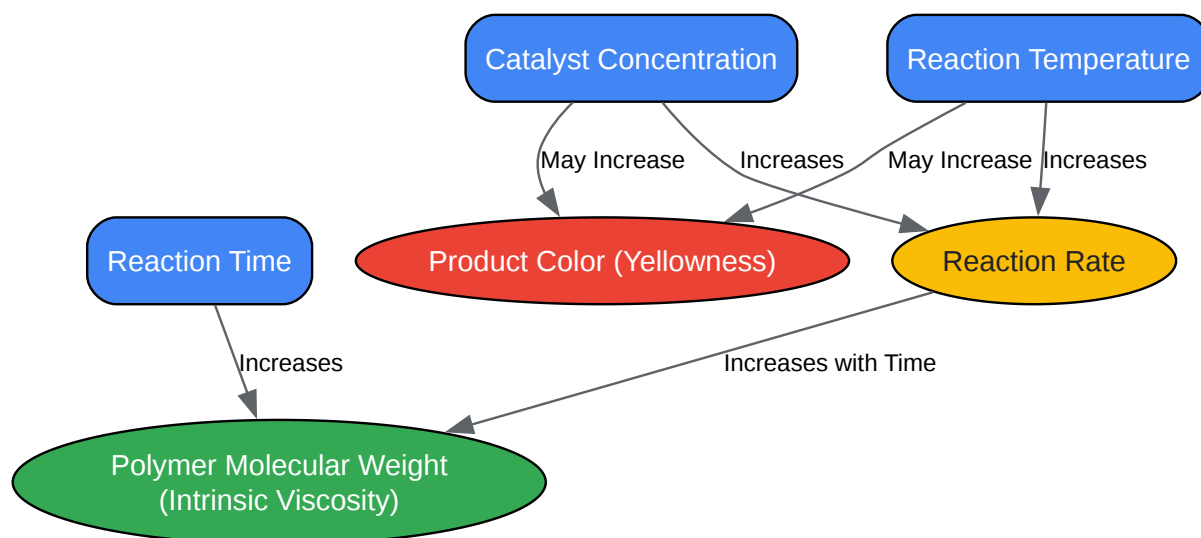 Catalyst Concentration
Reaction Temperature
May Increase
Increases
May Increase
Increases
Reaction Time
Product Color (Yellowness)
Reaction Rate
Increases
Increases with Time
Polymer Molecular Weight
(Intrinsic Viscosity)